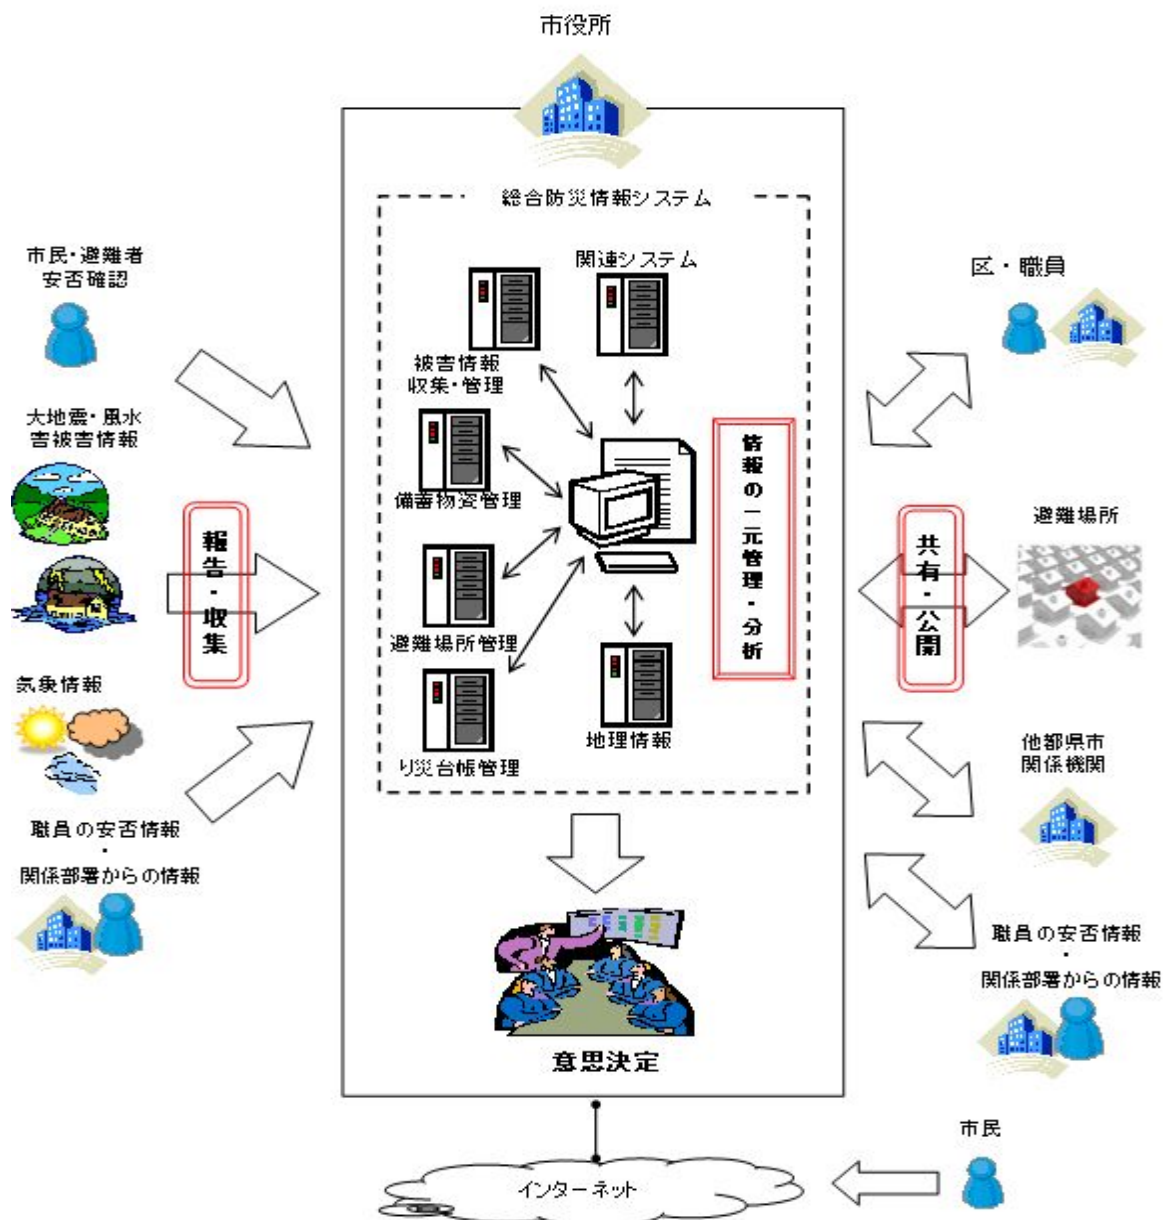 市役所
総合防災情報システム
市民・避難者
安否確認
大地震・風水
害被害情報
報告・収集
気象情報
職員の安否情報
・
関係部署からの情報
関連システム
被害情報
収集・管理
備蓄物資管理
避難場所管理
り災台帳管理
地理情報
情報の一元管理・分析
意思決定
区・職員
避難場所
共有・公開
他都県市
関係機関
職員の安否情報
・
関係部署からの情報
市民
インターネット